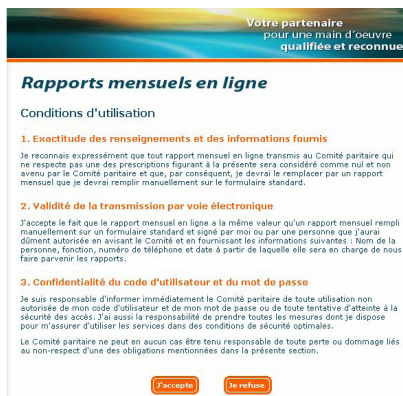 Votre partenaire
pour une main d'oeuvre
qualifiée et reconnue
Rapports mensuels en ligne
Conditions d'utilisation
1. Exactitude des renseignements et des informations fournis
Je reconnais expressément que tout rapport mensuel en ligne transmis au Comité paritaire qui
ne respecte pas une des prescriptions figurant à la présente sera considéré comme nul et non
avenu par le Comité paritaire et que, par conséquent, je devrai le remplacer par un rapport
mensuel que je devrai remplir manuellement sur le formulaire standard.
2. Validité de la transmission par voie électronique
J'accepte le fait que le rapport mensuel en ligne a la même valeur qu'un rapport mensuel rempli
manuellement sur un formulaire standard et signé par moi ou par une personne que j'aurai
dûment autorisée en avisant le Comité et en fournissant les informations suivantes : Nom de la
personne, fonction, numéro de téléphone et date à partir de laquelle elle sera en charge de nous
faire parvenir les rapports.
3. Confidentialité du code d'utilisateur et du mot de passe
Je suis responsable d'informer immédiatement le Comité paritaire de toute utilisation non
autorisée de mon code d'utilisateur et de mon mot de passe ou de toute tentative d'atteinte à la
sécurité des accès. J'ai aussi la responsabilité de prendre toutes les mesures dont je dispose
pour m'assurer d'utiliser les services dans des conditions de sécurité optimales.
Le Comité paritaire ne peut en aucun cas être tenu responsable de toute perte ou dommage liés
au non-respect d'une des obligations mentionnées dans la présente section.
J'accepte Je refuse